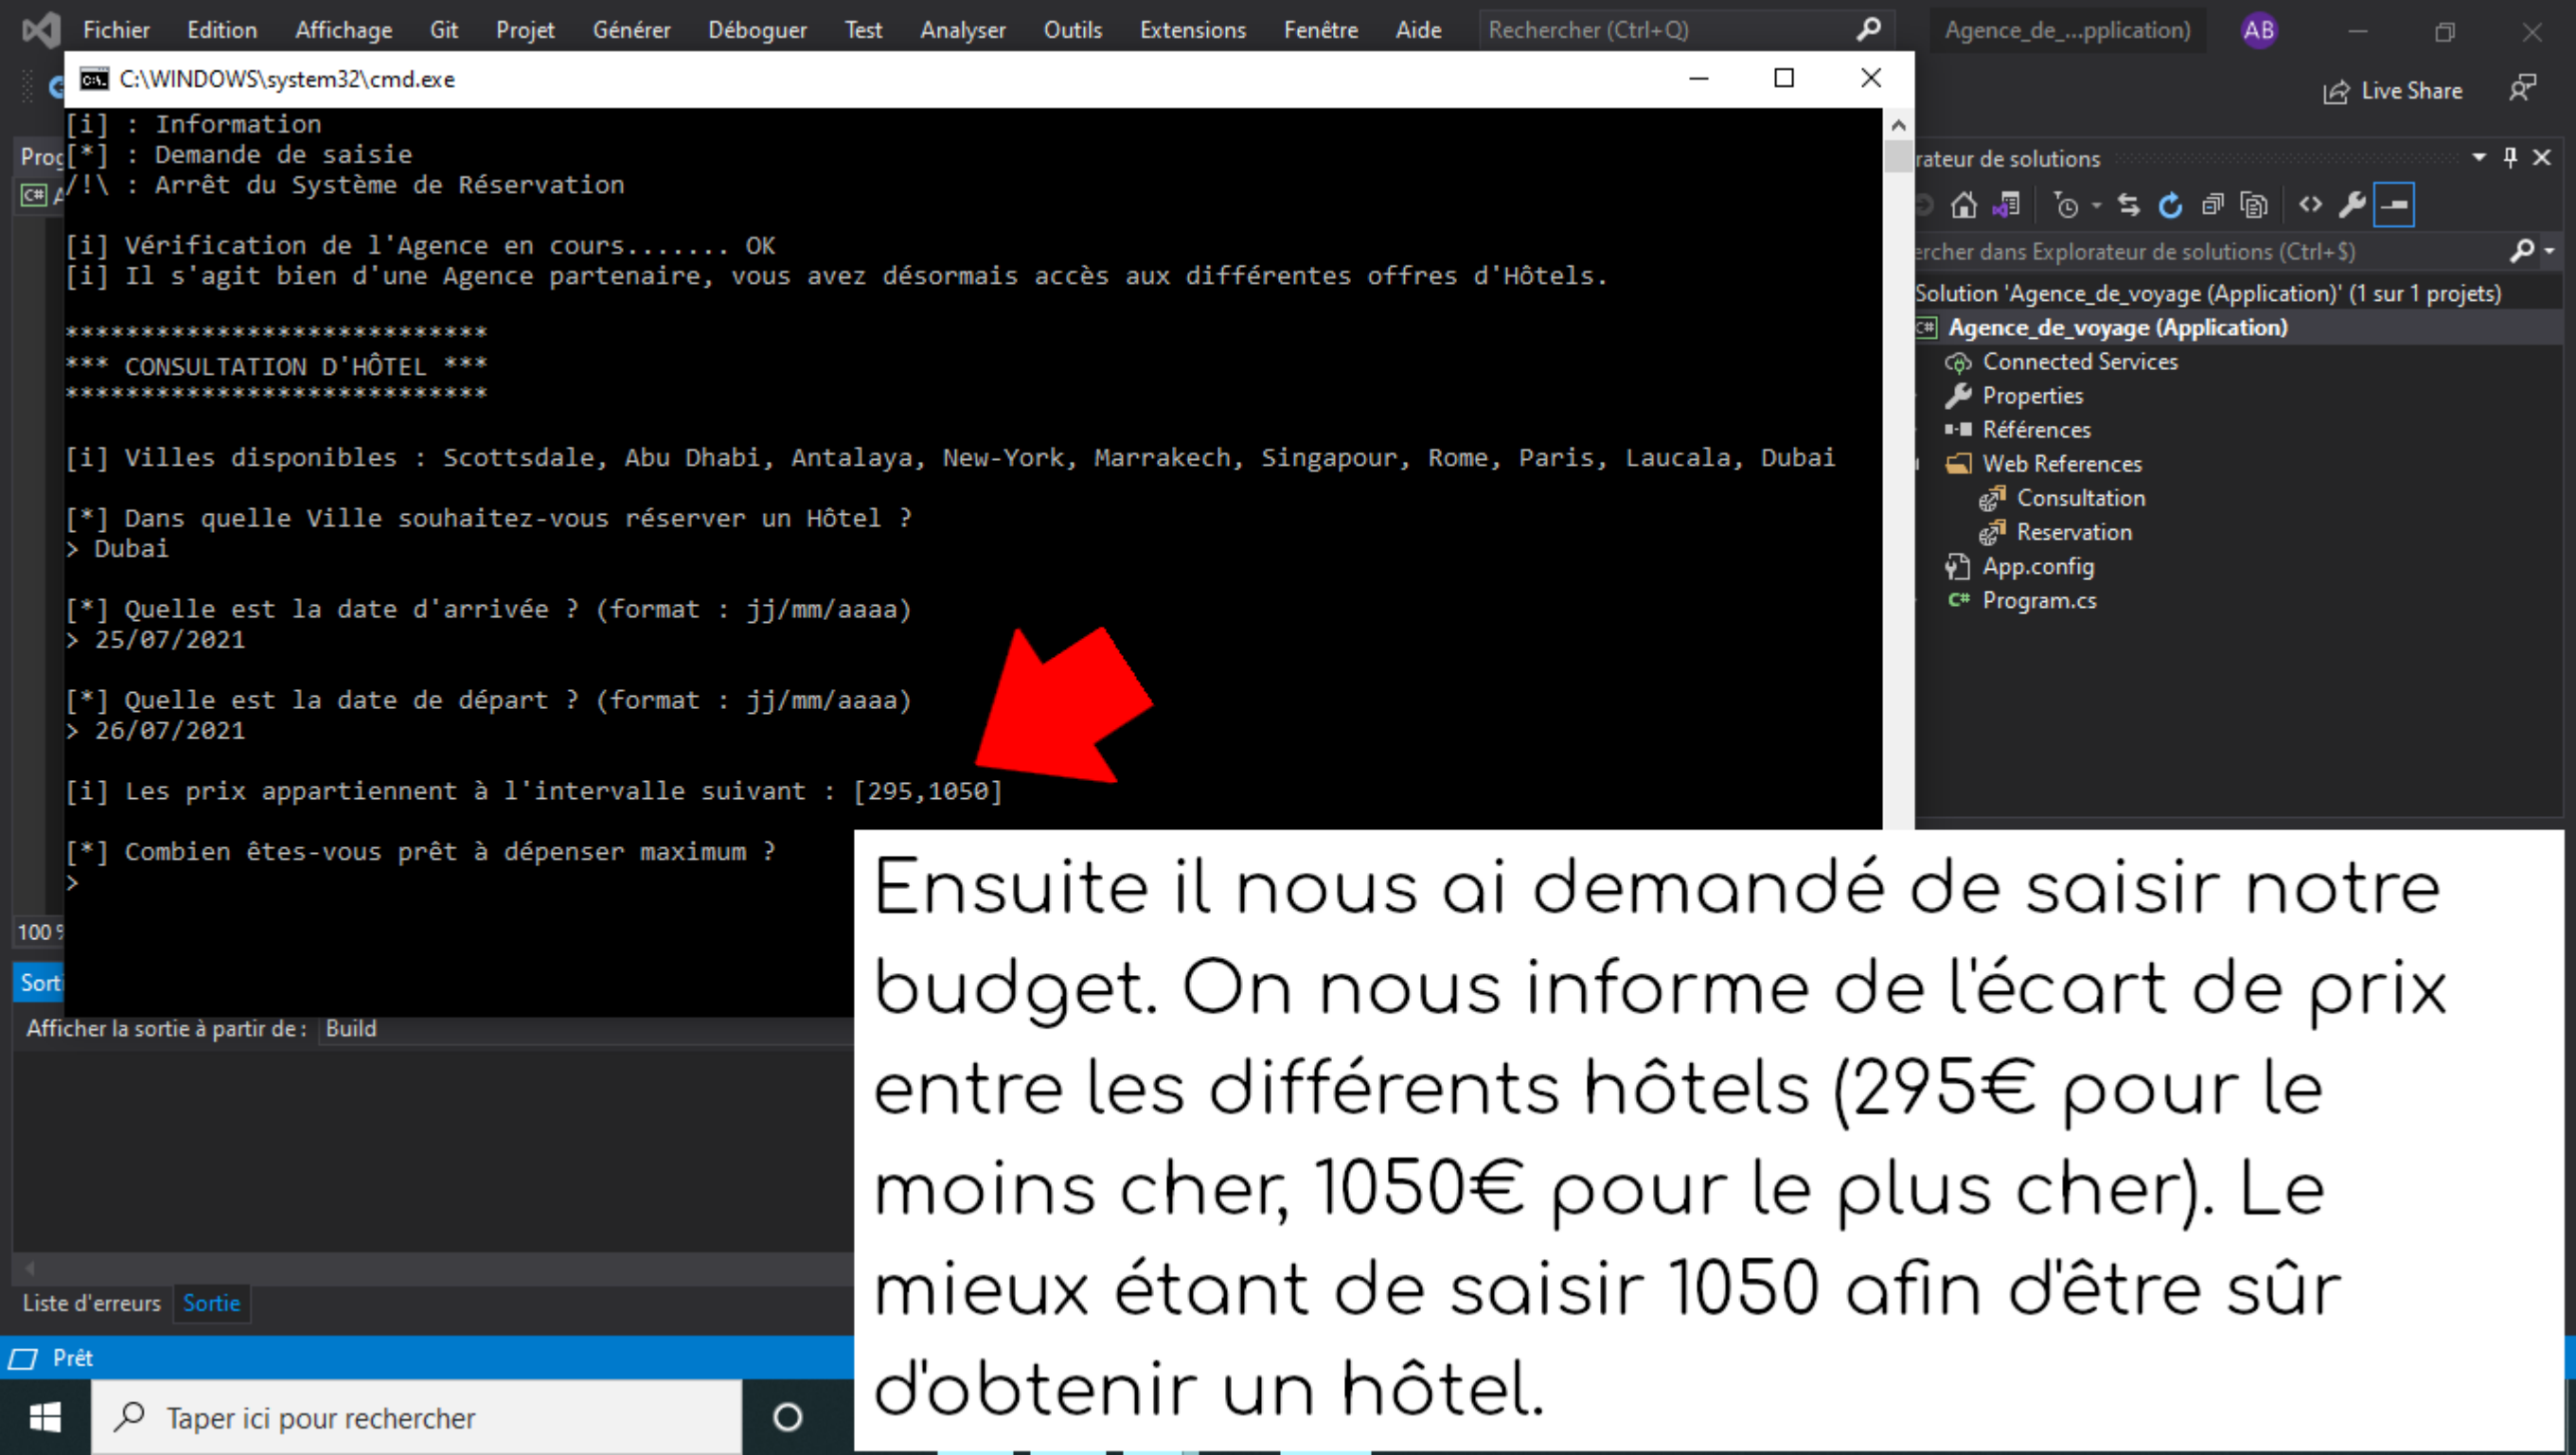 Fichier Edition Affichage Git Projet Générer Déboguer Test Analyser Outils Extensions Fenêtre Aide Rechercher (Ctrl+Q) Agence_de_...pplication) AB
C:\WINDOWS\system32\cmd.exe
Live Share
[i] : Information
[*] : Demande de saisie
/!\ : Arrêt du Système de Réservation
[i] Vérification de l'Agence en cours....... OK
[i] Il s'agit bien d'une Agence partenaire, vous avez désormais accès aux différentes offres d'Hôtels.
****************************
*** CONSULTATION D'HÔTEL ***
****************************
[i] Villes disponibles : Scottsdale, Abu Dhabi, Antalaya, New-York, Marrakech, Singapour, Rome, Paris, Laucala, Dubai
[*] Dans quelle Ville souhaitez-vous réserver un Hôtel ?
> Dubai
[*] Quelle est la date d'arrivée ? (format : jj/mm/aaaa)
> 25/07/2021
[*] Quelle est la date de départ ? (format : jj/mm/aaaa)
> 26/07/2021
[i] Les prix appartiennent à l'intervalle suivant : [295,1050]
[*] Combien êtes-vous prêt à dépenser maximum ?
>
Prog
C# A
100 %
Sorti
Afficher la sortie à partir de : Build
Liste d'erreurs Sortie
Prêt
Taper ici pour rechercher
rateur de solutions
ercher dans Explorateur de solutions (Ctrl+$)
Solution 'Agence_de_voyage (Application)' (1 sur 1 projets)
C# Agence_de_voyage (Application)
Connected Services
Properties
Références
Web References
Consultation
Reservation
App.config
C# Program.cs
Ensuite il nous ai demandé de saisir notre
budget. On nous informe de l'écart de prix
entre les différents hôtels (295€ pour le
moins cher, 1050€ pour le plus cher). Le
mieux étant de saisir 1050 afin d'être sûr
d'obtenir un hôtel.